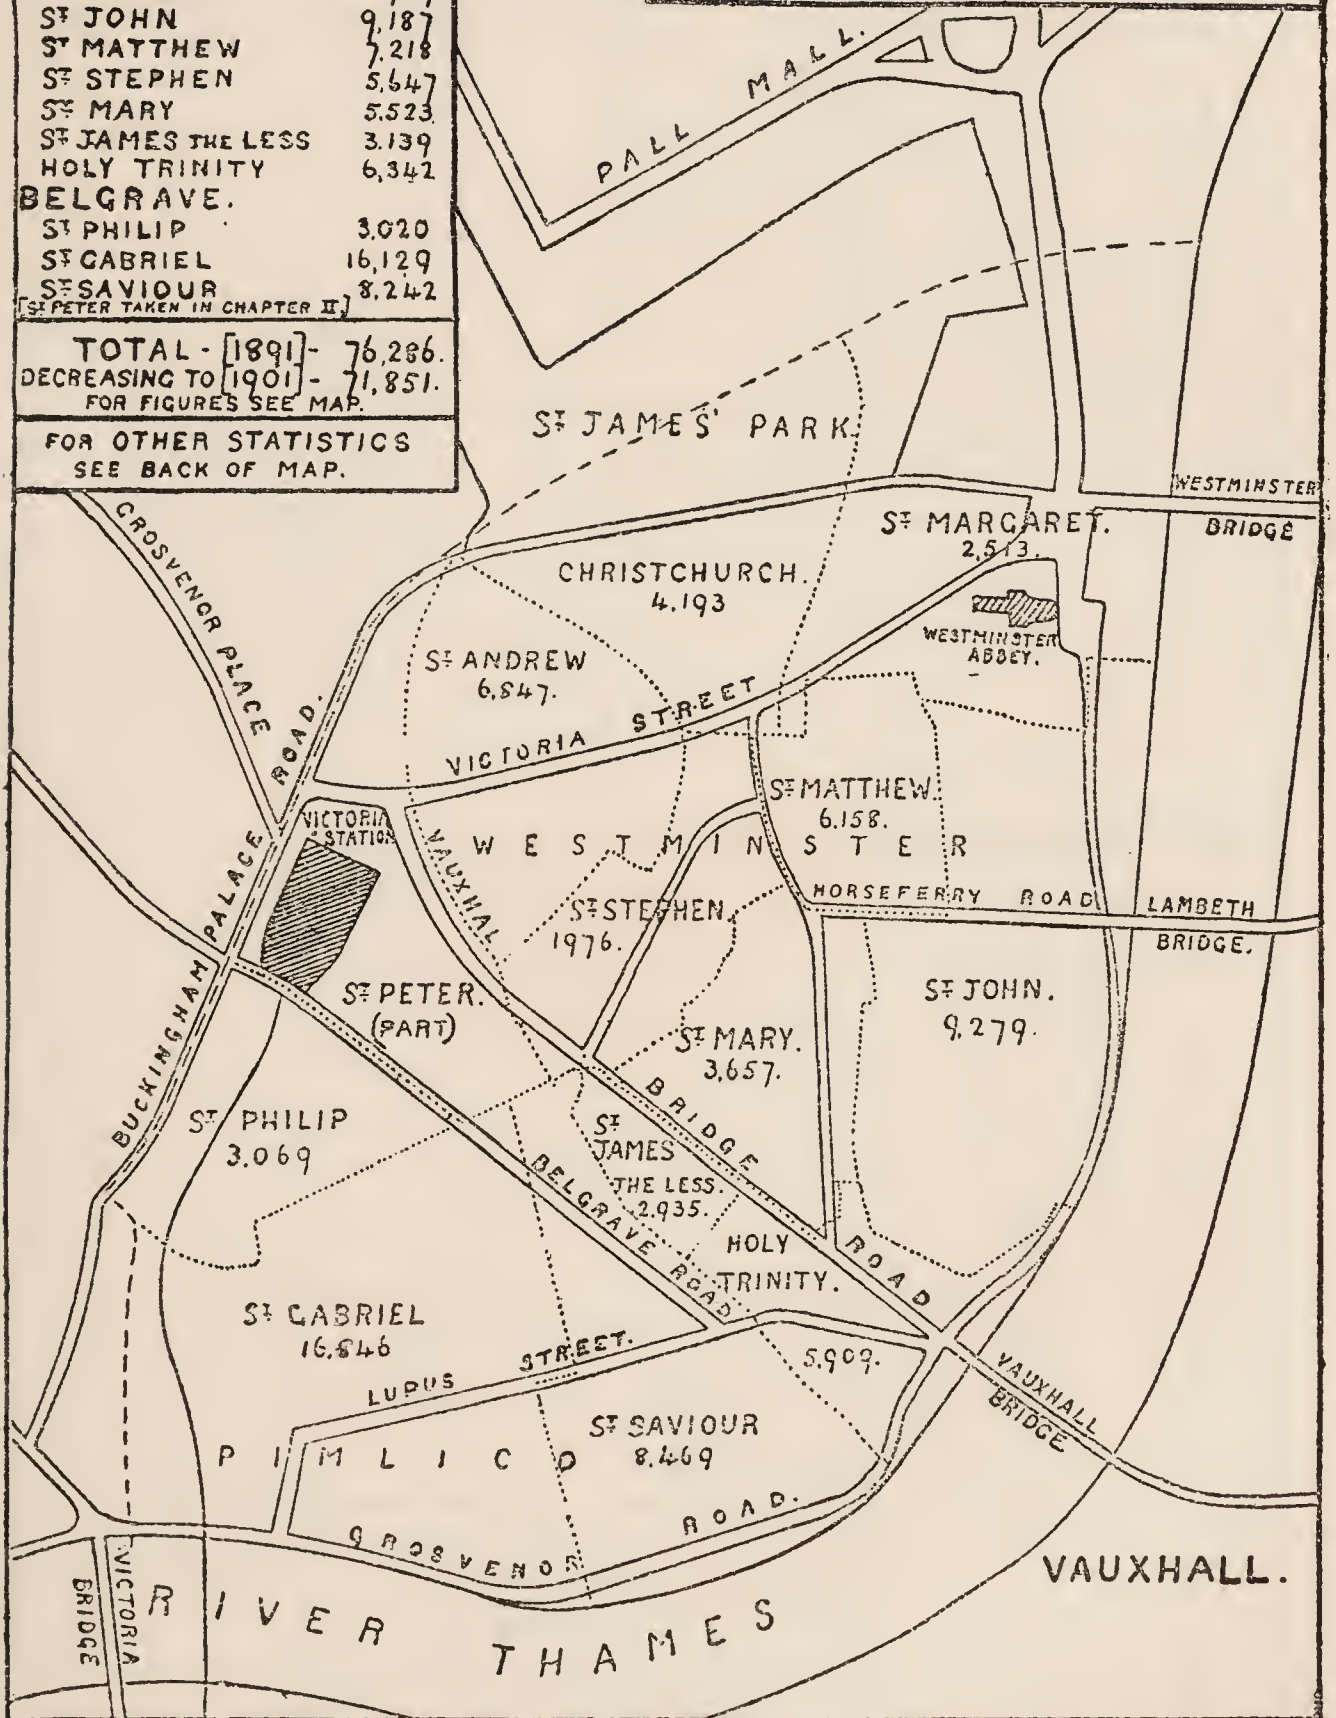 ST JOHN 9,187
ST MATTHEW 7.218
ST STEPHEN 5,647
ST MARY 5.523
ST JAMES THE LESS 3.139
HOLY TRINITY 6,342
BELGRAVE.
ST PHILIP 3.020
ST GABRIEL 16,129
ST SAVIOUR 8.242
[ST PETER TAKEN IN CHAPTER II]
TOTAL - [1891] - 76,286.
DECREASING TO [1901] - 71,851.
FOR FIGURES SEE MAP.
FOR OTHER STATISTICS
SEE BACK OF MAP.
PALL MALL.
ST JAMES' PARK.
WESTMINSTER
BRIDGE
GROSVENOR PLACE
ST MARGARET.
2,513.
CHRISTCHURCH.
4.193
WESTMINSTER
ABBEY.
ST ANDREW
6,847.
VICTORIA STREET
BUCKINGHAM PALACE ROAD.
VICTORIA
STATION
ST MATTHEW.
6.158.
WESTMINSTER
VAUXHAL BRIDGE ROAD
HORSEFERRY ROAD
LAMBETH
BRIDGE.
ST STEPHEN.
1976.
ST PETER.
(PART)
ST JOHN.
9,279.
ST MARY.
3,657.
ST PHILIP
3.069
ST
JAMES
THE LESS.
2.935.
BELGRAVE ROAD
HOLY
TRINITY.
5.909.
ST GABRIEL
16.846
LUPUS STREET.
VAUXHALL
BRIDGE
ST SAVIOUR
8.469
PIMLICO
GROSVENOR ROAD.
VICTORIA
BRIDGE
RIVER THAMES
VAUXHALL.